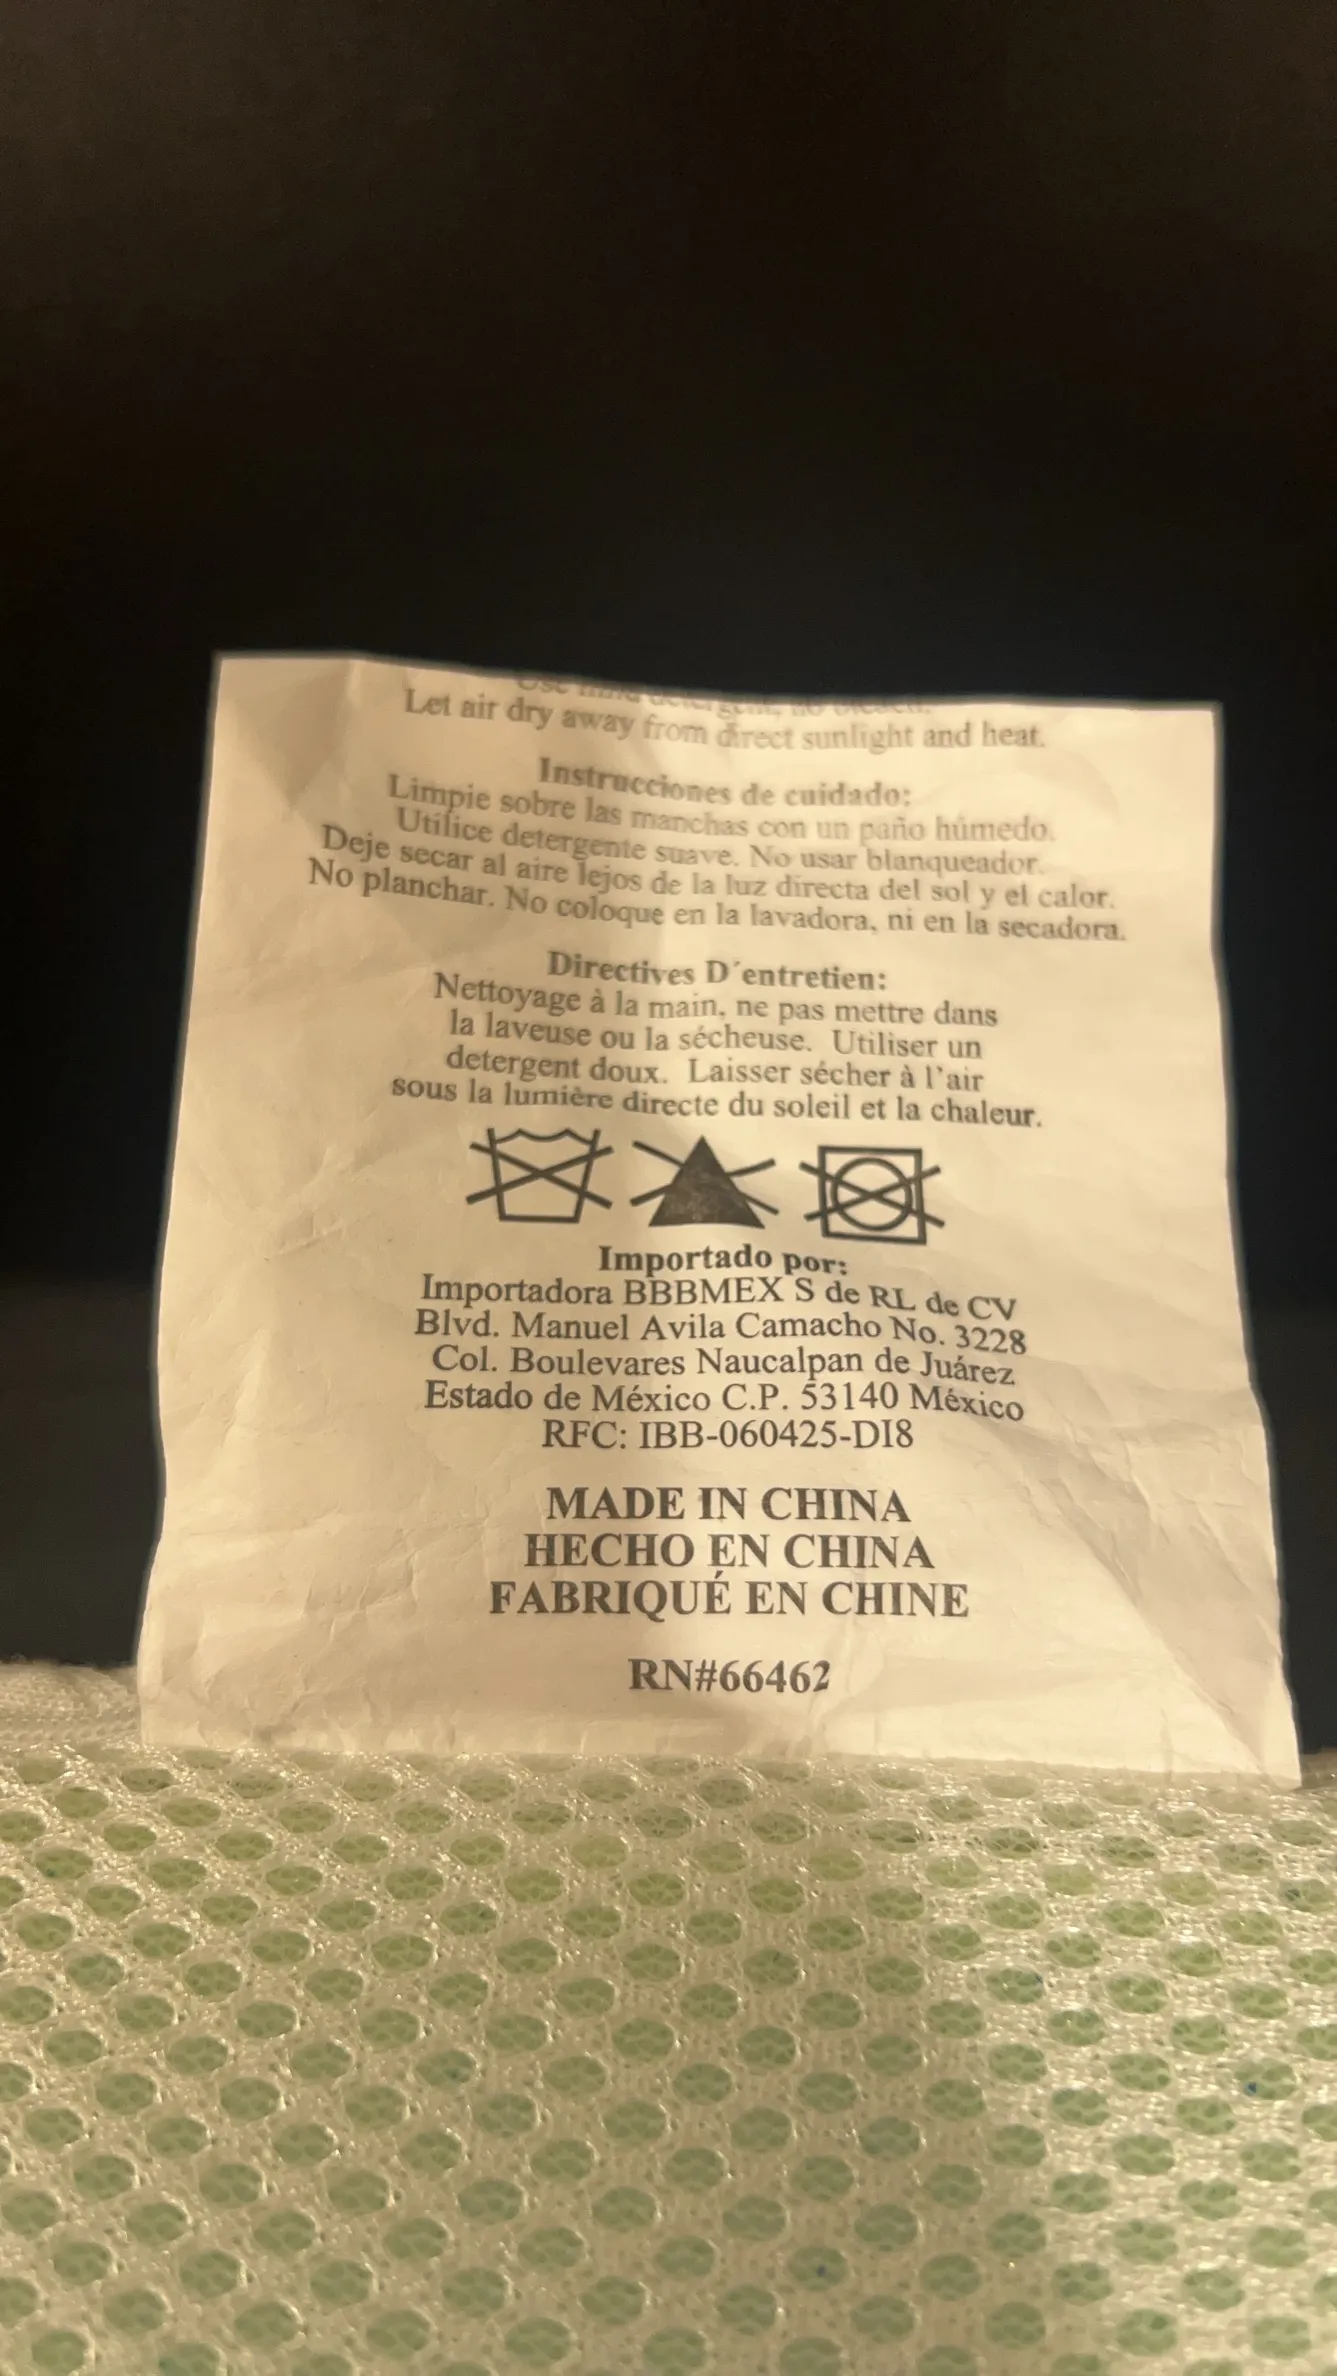 Use mild detergent, no bleach.
Let air dry away from direct sunlight and heat.
Instrucciones de cuidado:
Limpie sobre las manchas con un paño húmedo.
Utilice detergente suave. No usar blanqueador.
Deje secar al aire lejos de la luz directa del sol y el calor.
No planchar. No coloque en la lavadora, ni en la secadora.
Directives D´entretien:
Nettoyage à la main, ne pas mettre dans
la laveuse ou la sécheuse. Utiliser un
detergent doux. Laisser sécher à l'air
sous la lumière directe du soleil et la chaleur.
Importado por:
Importadora BBBMEX S de RL de CV
Blvd. Manuel Avila Camacho No. 3228
Col. Boulevares Naucalpan de Juárez
Estado de México C.P. 53140 México
RFC: IBB-060425-DI8
MADE IN CHINA
HECHO EN CHINA
FABRIQUÉ EN CHINE
RN#66462